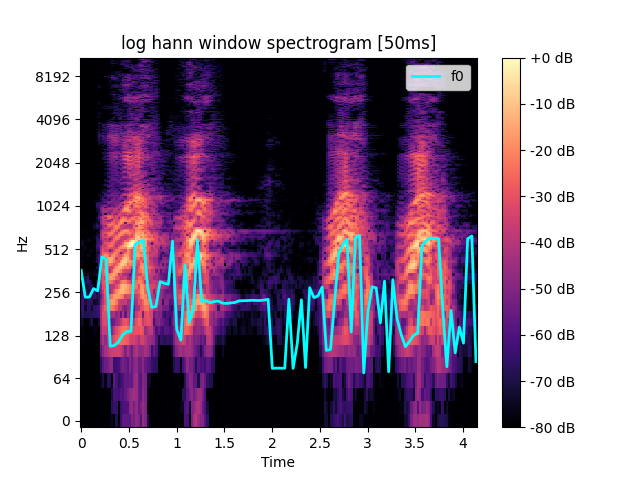 log hann window spectrogram [50ms]
f0
Hz
8192
4096
2048
1024
512
256
128
64
0
0
0.5
1
1.5
2
2.5
3
3.5
4
Time
+0 dB
-10 dB
-20 dB
-30 dB
-40 dB
-50 dB
-60 dB
-70 dB
-80 dB